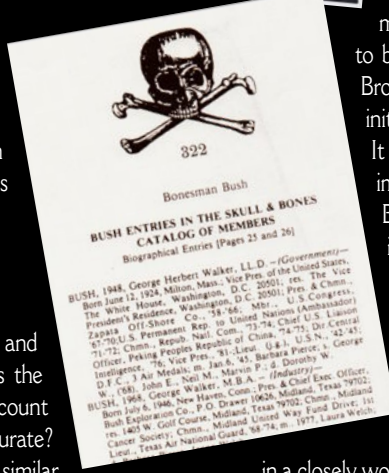 322
Bonesman Bush
BUSH ENTRIES IN THE SKULL & BONES
CATALOG OF MEMBERS
Biographical Entries [Pages 25 and 26]
BUSH, 1948, George Herbert Walker, LL.D. – (Government)—
Born June 12, 1924, Milton, Mass.; Vice Pres. of the United States,
The White House, Washington, D.C. 20501; res. The Vice
President's Residence, Washington, D.C. 20501; Pres. & Chmn.,
Zapata Off-Shore Co., '58-'66; Mbr., U.S. Congress,
'67-'70; U.S. Permanent Rep. to United Nations (Ambassador)
'71-'72; Chmn., Repub. Natl. Com., '73-'74; Chief U.S. Liaison
Officer, Peking Peoples Republic of China, '74-'75; Dir. Central
Intelligence, '76; Vice Pres., '81-; Lieut. (J.g.), U.S.N., '42-'45;
D.F.C., 3 Air Medals; m. Jan. 6, '45, Barbara Pierce; s. George
W., ('68), John E., Neil M., Marvin P.; d. Dorothy W.
BUSH, 1968, George Walker, M.B.A. – (Industry)—
Born July 6, 1946, New Haven, Conn.; Pres. & Chief Exec. Officer,
Bush Exploration Co., P.O. Drawer 10626, Midland, Texas 79702;
res. 1405 W. Golf Course, Midland, Texas 79702; Chmn., Midland
Cancer Society, Chmn., Midland United Way Fund Drive; 1st
Lieut., Texas Air National Guard, '68-'74; m., 1977, Laura Welch;
and
s the
count
urate?
similar
to b
Bro
init
It
in
in a closely wo